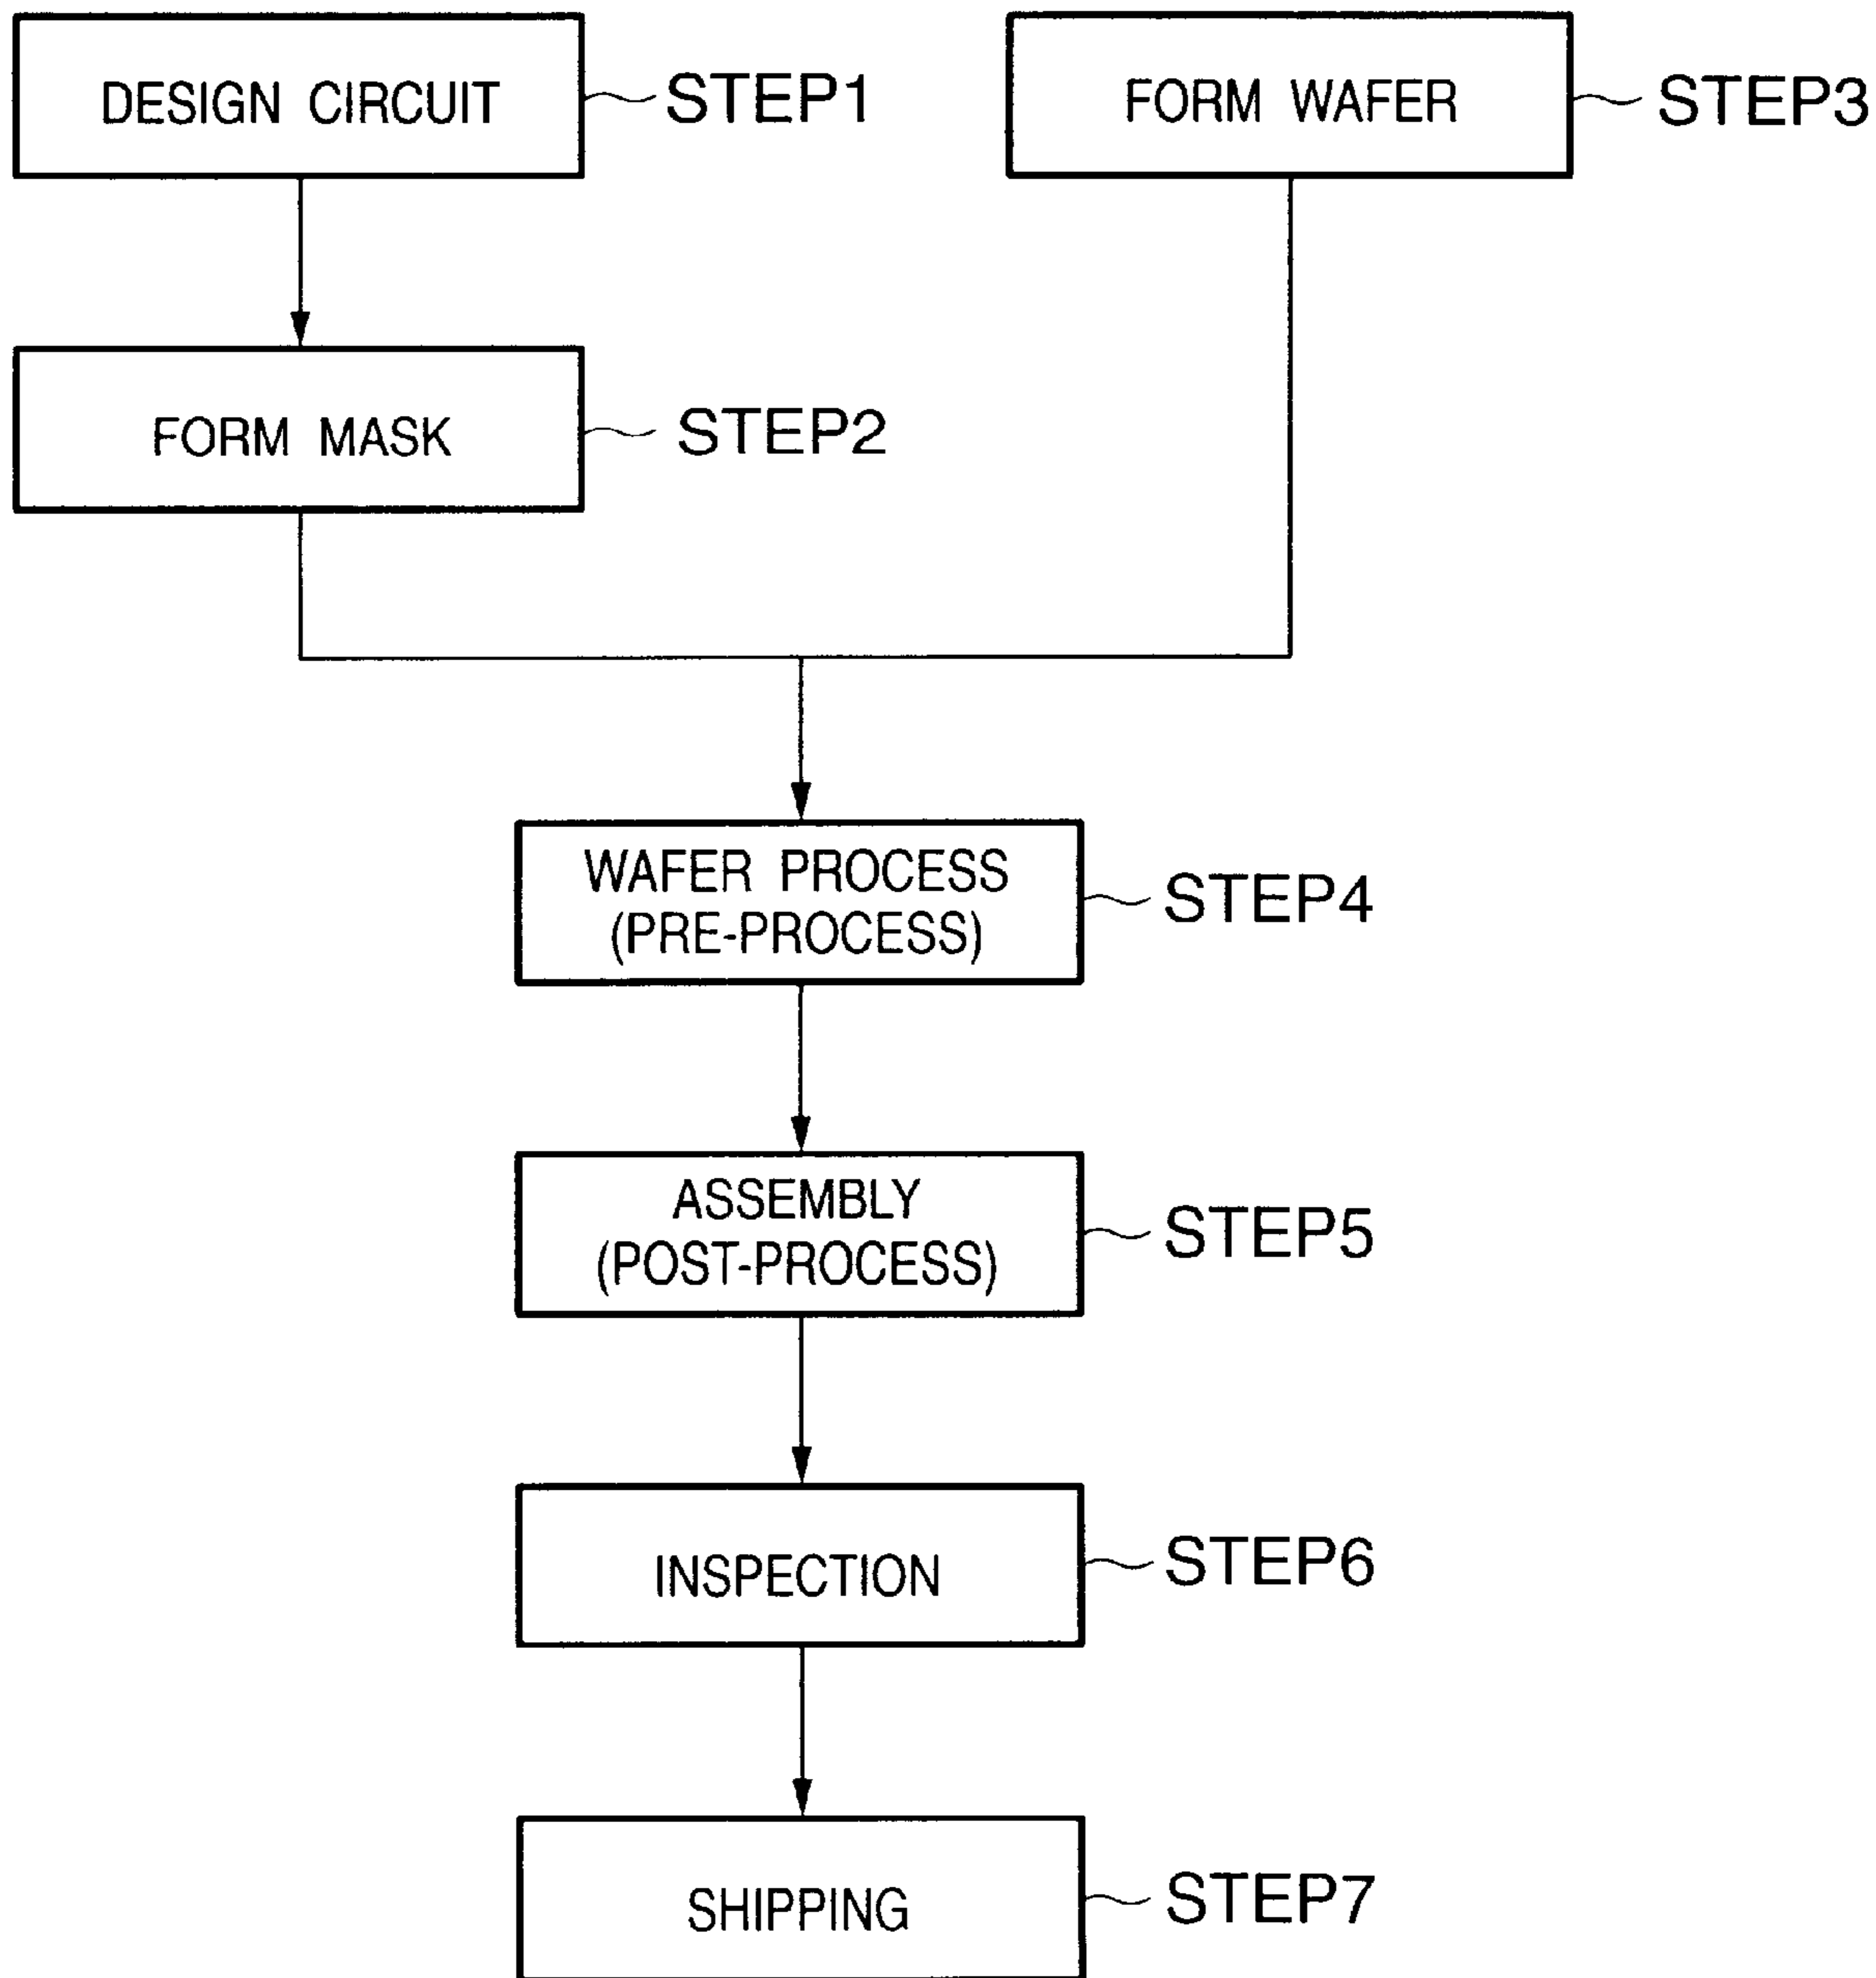 DESIGN CIRCUIT
STEP1
FORM WAFER
STEP3
FORM MASK
STEP2
WAFER PROCESS
(PRE-PROCESS)
STEP4
ASSEMBLY
(POST-PROCESS)
STEP5
INSPECTION
STEP6
SHIPPING
STEP7